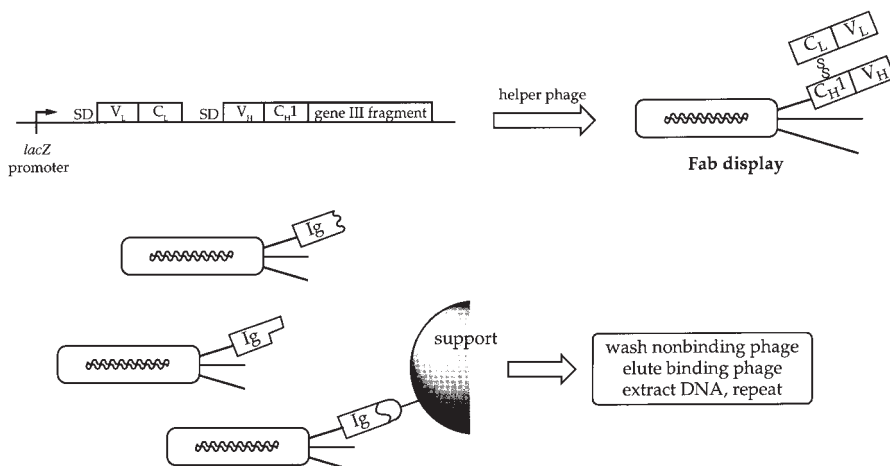 C_L V_L
§
§
C_H1 V_H
SD V_L C_L SD V_H C_H1 gene III fragment
lacZ
promoter
helper phage
Fab display
Ig
Ig
Ig
support
wash nonbinding phage
elute binding phage
extract DNA, repeat